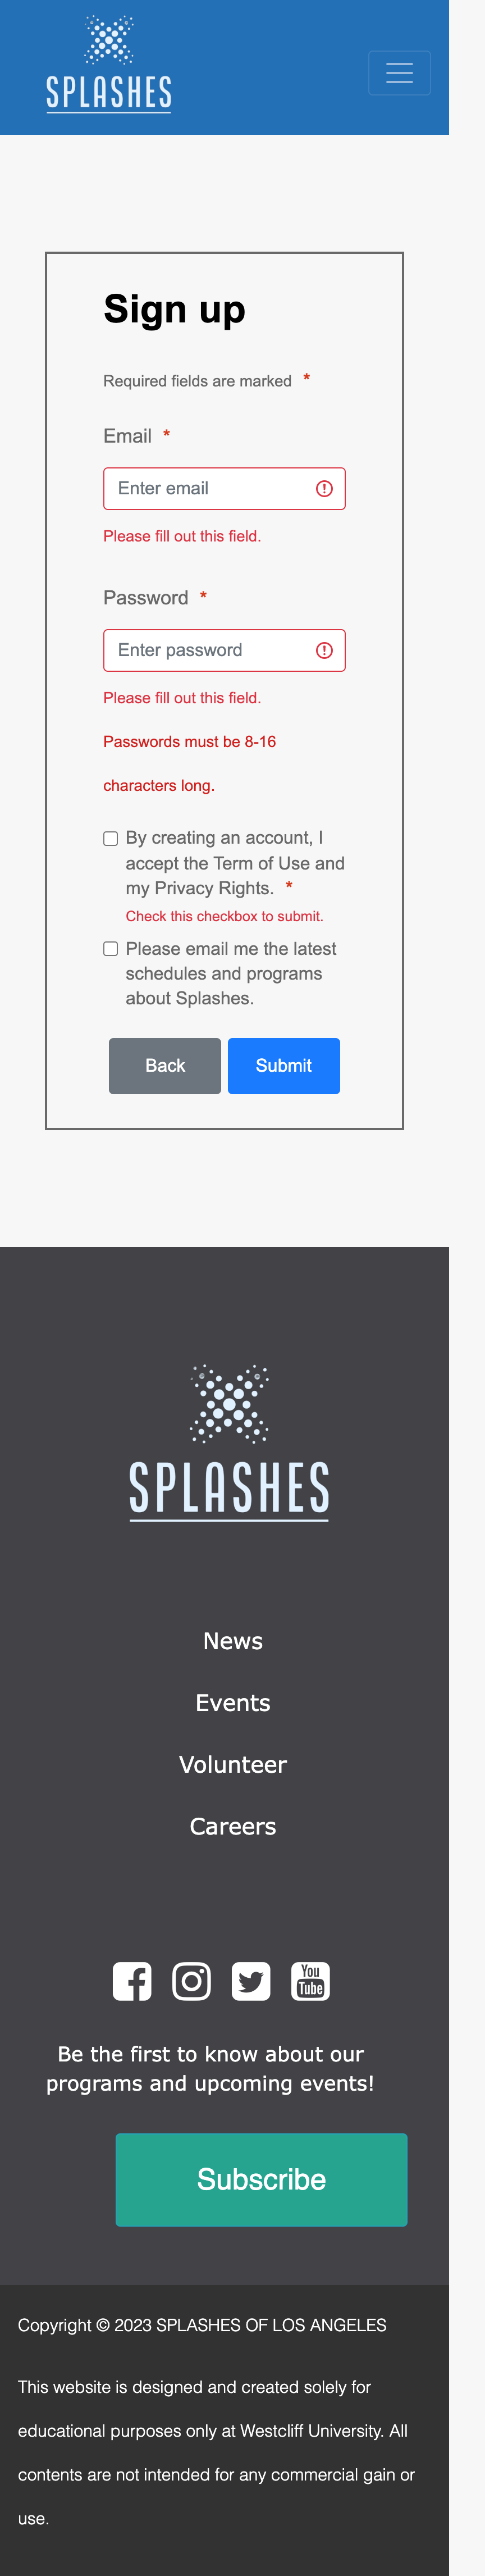 SPLASHES
Sign up
Required fields are marked *
Email *
Enter email
Please fill out this field.
Password *
Enter password
Please fill out this field.
Passwords must be 8-16
characters long.
By creating an account, I
accept the Term of Use and
my Privacy Rights. *
Check this checkbox to submit.
Please email me the latest
schedules and programs
about Splashes.
Back Submit
SPLASHES
News
Events
Volunteer
Careers
You
Tube
Be the first to know about our
programs and upcoming events!
Subscribe
Copyright © 2023 SPLASHES OF LOS ANGELES
This website is designed and created solely for
educational purposes only at Westcliff University. All
contents are not intended for any commercial gain or
use.